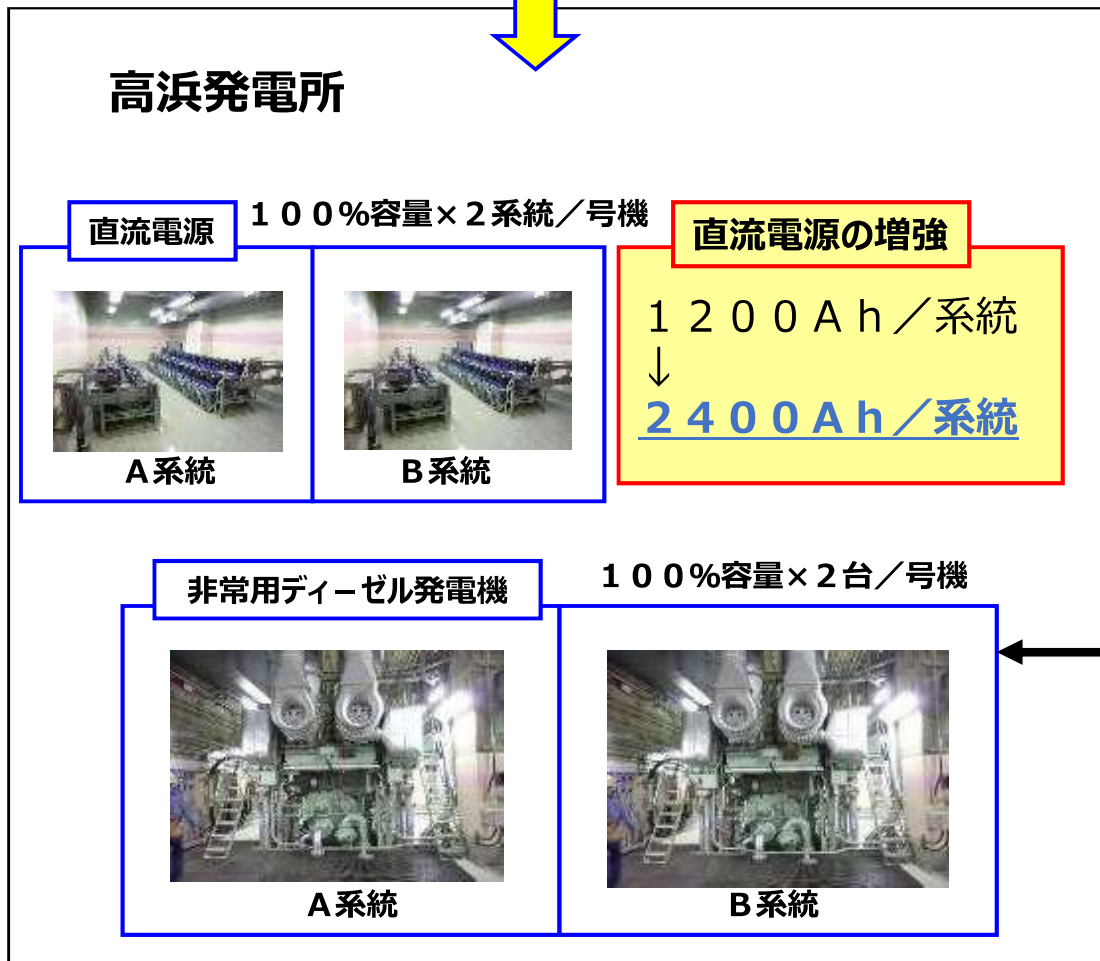 高浜発電所
直流電源
１００％容量×２系統／号機
A系統
B系統
直流電源の増強
１２００Ａｈ／系統
↓
２４００Ａｈ／系統
非常用ディーゼル発電機
１００％容量×２台／号機
A系統
B系統